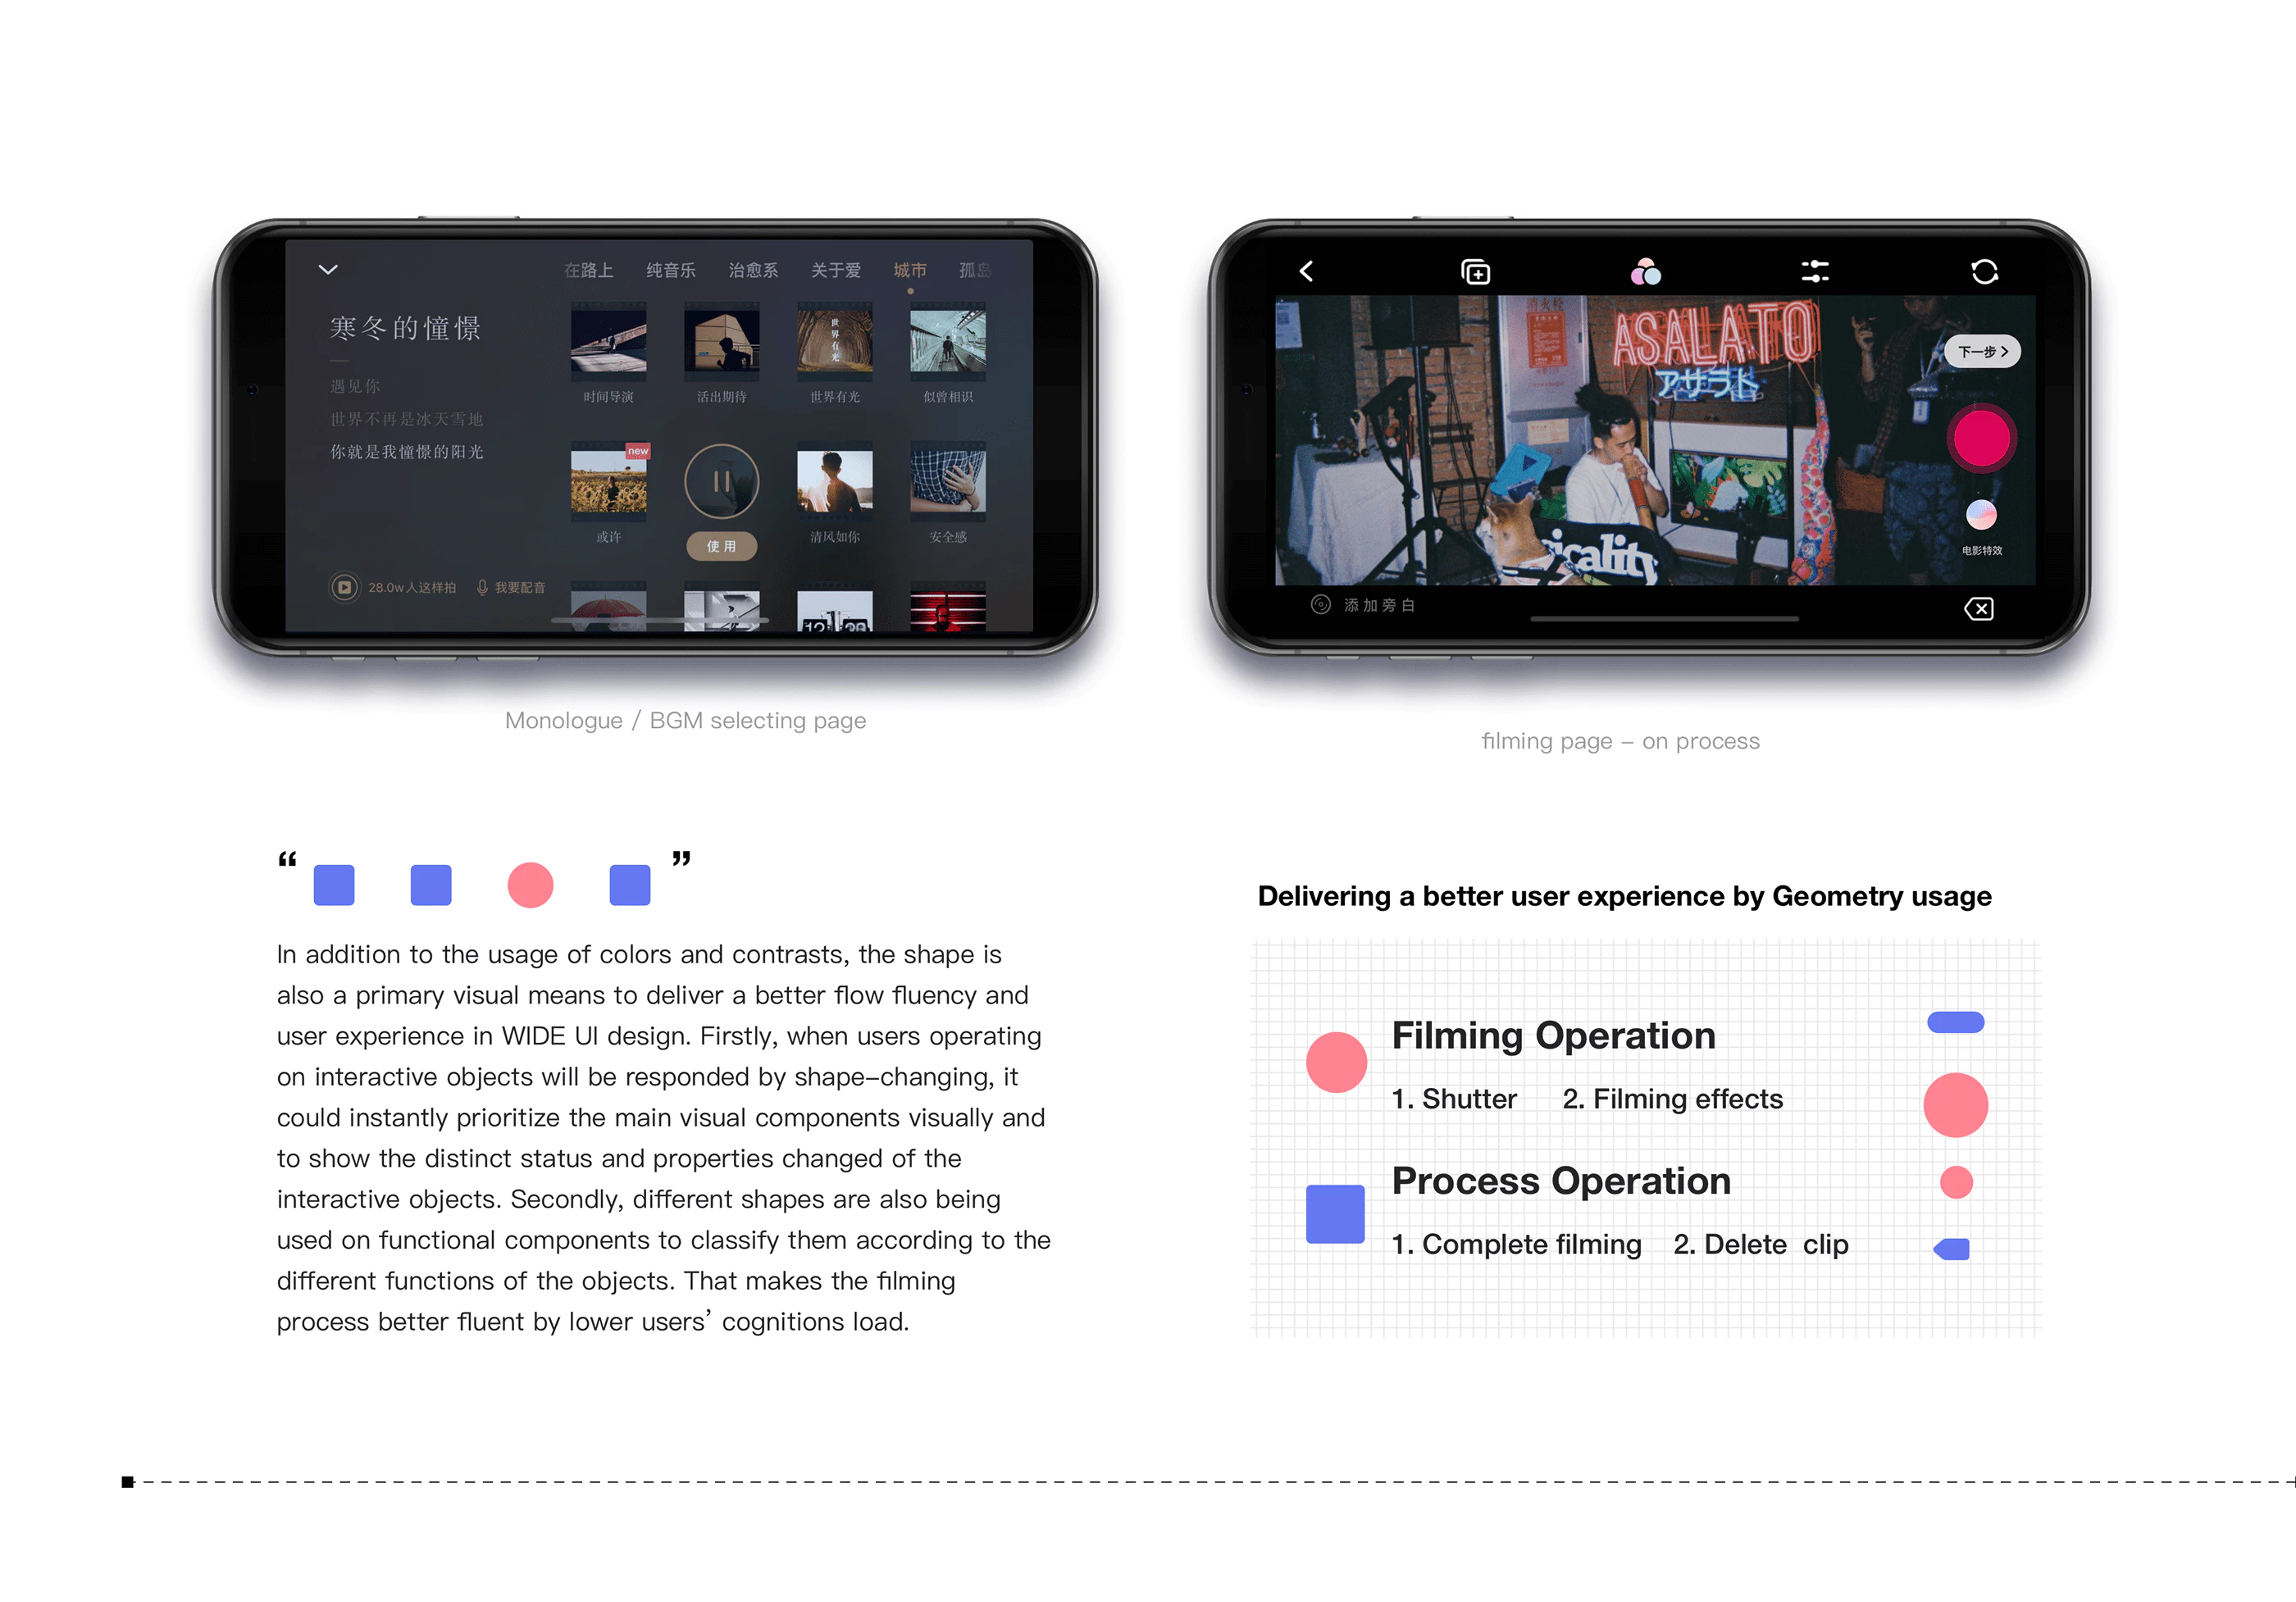 在路上 纯音乐 治愈系 关于爱 城市 孤岛
寒冬的憧憬
遇见你
世界不再是冰天雪地
你就是我憧憬的阳光
世界有光
时间导演 活出期待 世界有光 似曾相识
new
或许 使用 清风如你 安全感
28.0w人这样拍 我要配音
12 28
Monologue / BGM selecting page
ASALATO
アサラト
icality
下一步
电影特效
添加旁白
filming page – on process
“ ”
In addition to the usage of colors and contrasts, the shape is
also a primary visual means to deliver a better flow fluency and
user experience in WIDE UI design. Firstly, when users operating
on interactive objects will be responded by shape–changing, it
could instantly prioritize the main visual components visually and
to show the distinct status and properties changed of the
interactive objects. Secondly, different shapes are also being
used on functional components to classify them according to the
different functions of the objects. That makes the filming
process better fluent by lower users’ cognitions load.
Delivering a better user experience by Geometry usage
Filming Operation
1. Shutter 2. Filming effects
Process Operation
1. Complete filming 2. Delete clip